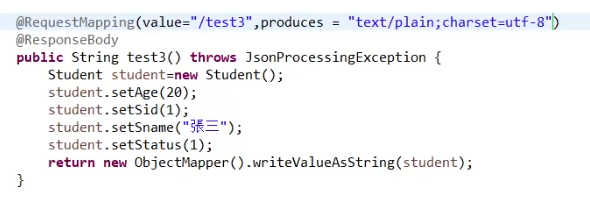 @RequestMapping(value="/test3",produces = "text/plain;charset=utf-8")
@ResponseBody
public String test3() throws JsonProcessingException {
    Student student=new Student();
    student.setAge(20);
    student.setSid(1);
    student.setSname("張三");
    student.setStatus(1);
    return new ObjectMapper().writeValueAsString(student);
}